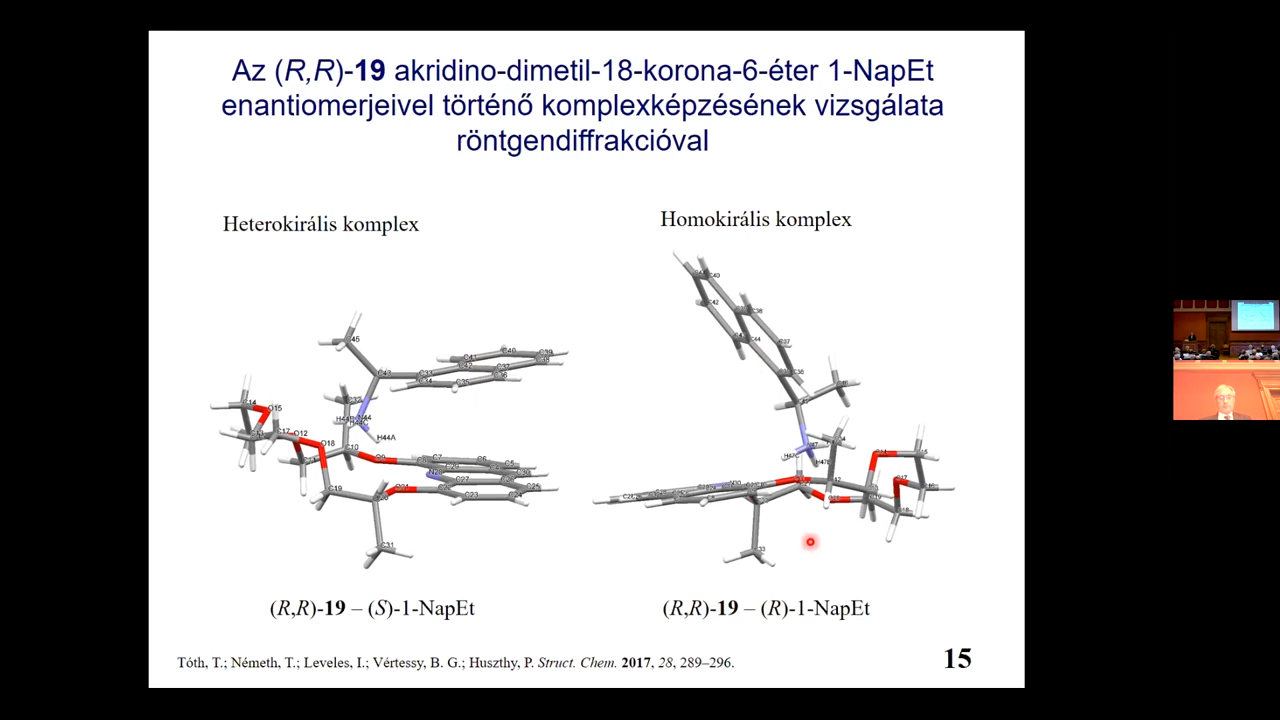 Az (R,R)-19 akridino-dimetil-18-korona-6-éter 1-NapEt
enantiomerjeivel történő komplexképzésének vizsgálata
röntgendiffrakcióval
Heterokirális komplex
Homokirális komplex
(R,R)-19 – (S)-1-NapEt
(R,R)-19 – (R)-1-NapEt
Tóth, T.; Németh, T.; Leveles, I.; Vértessy, B. G.; Huszthy, P. Struct. Chem. 2017, 28, 289–296.
15